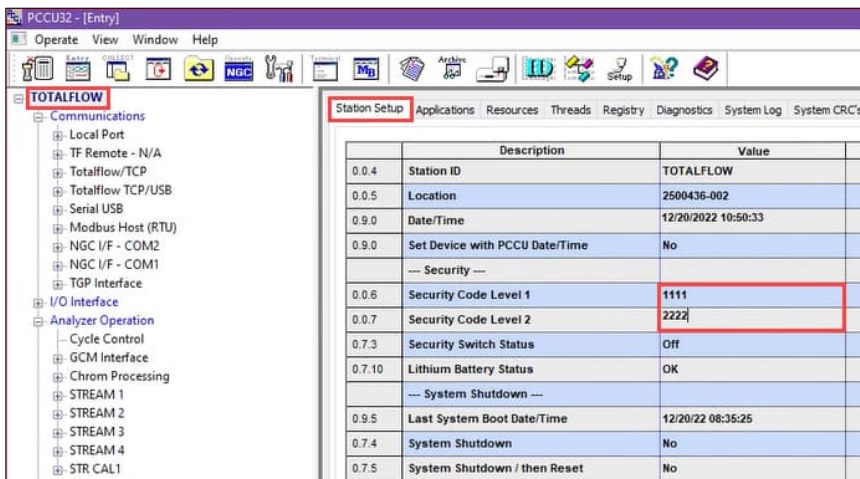 PCCU32 - [Entry]
Operate View Window Help
Entry COLLECT Operate NGC Terminal MB Archive ID Setup
TOTALFLOW
Communications
Local Port
TF Remote - N/A
Totalflow/TCP
Totalflow TCP/USB
Serial USB
Modbus Host (RTU)
NGC I/F - COM2
NGC I/F - COM1
TGP Interface
I/O Interface
Analyzer Operation
Cycle Control
GCM Interface
Chrom Processing
STREAM 1
STREAM 2
STREAM 3
STREAM 4
STR CAL1
Station Setup Applications Resources Threads Registry Diagnostics System Log System CRC's
Description Value
0.0.4 Station ID TOTALFLOW
0.0.5 Location 2500436-002
0.9.0 Date/Time 12/20/2022 10:50:33
0.9.0 Set Device with PCCU Date/Time No
--- Security ---
0.0.6 Security Code Level 1 1111
0.0.7 Security Code Level 2 2222
0.7.3 Security Switch Status Off
0.7.10 Lithium Battery Status OK
--- System Shutdown ---
0.9.5 Last System Boot Date/Time 12/20/22 08:35:25
0.7.4 System Shutdown No
0.7.5 System Shutdown / then Reset No